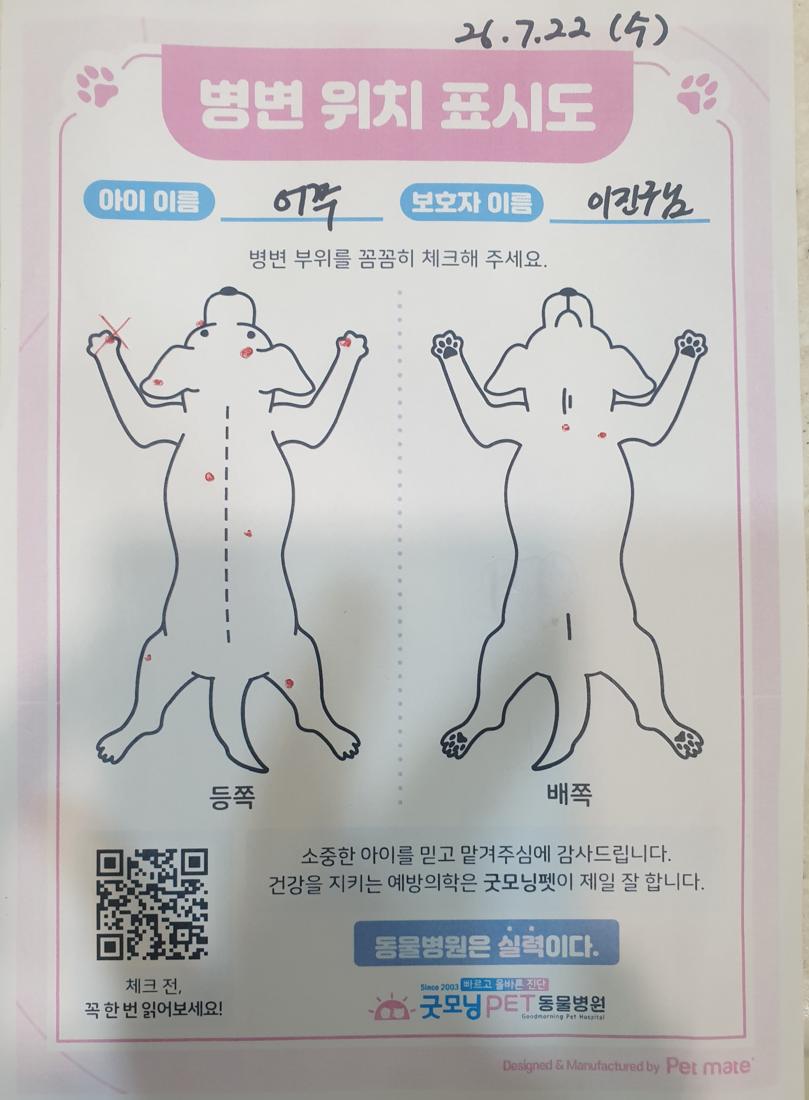 26.7.22 (수)
병변 위치 표시도
아이 이름 어쭈 보호자 이름 이진구님
병변 부위를 꼼꼼히 체크해 주세요.
등쪽
배쪽
소중한 아이를 믿고 맡겨주심에 감사드립니다.
건강을 지키는 예방의학은 굿모닝펫이 제일 잘 합니다.
동물병원은 실력이다.
체크 전,
꼭 한 번 읽어보세요!
Since 2003 빠르고 올바른 진단
굿모닝PET동물병원
Goodmorning Pet Hospital
Designed & Manufactured by Pet mate